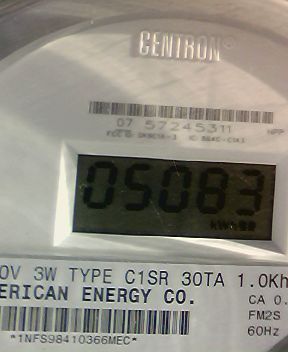 CENTRON®
07 57245311
05083
0V 3W TYPE C1SR 30TA 1.0Kh
ERICAN ENERGY CO.
CA 0.
FM2S
60Hz
*1NFS98410366MEC*